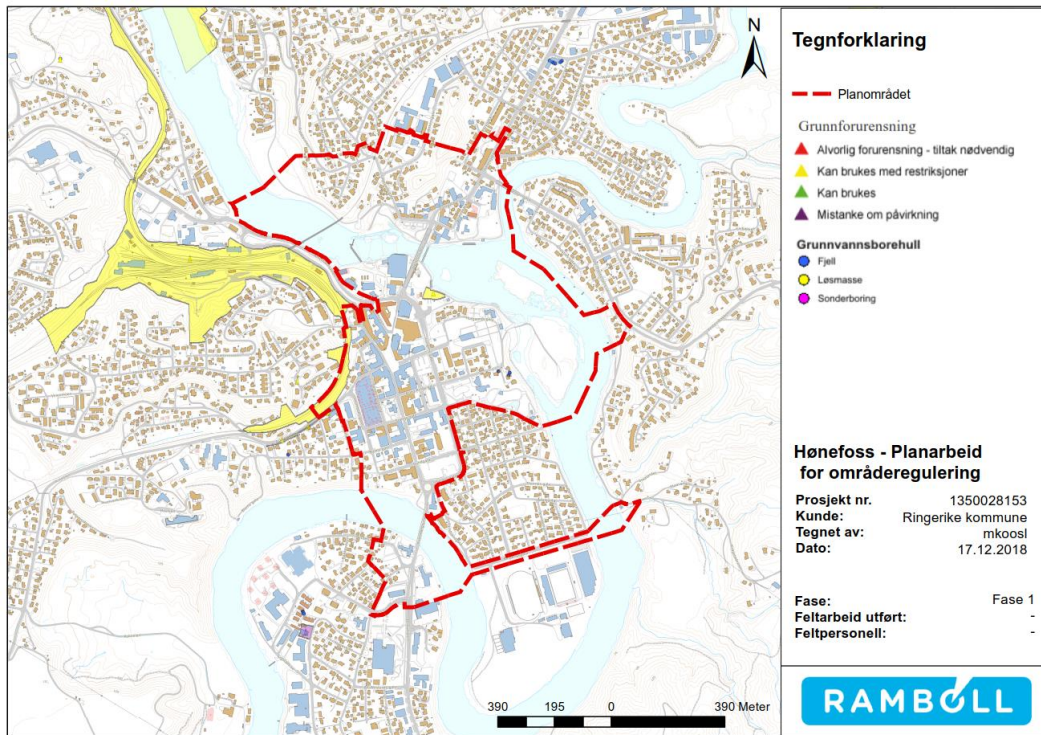 N
390 195 0 390 Meter
Tegnforklaring
Planområdet
Grunnforurensning
Alvorlig forurensning - tiltak nødvendig
Kan brukes med restriksjoner
Kan brukes
Mistanke om påvirkning
Grunnvannsborehull
Fjell
Løsmasse
Sonderboring
Hønefoss - Planarbeid
for områderegulering
Prosjekt nr. 1350028153
Kunde: Ringerike kommune
Tegnet av: mkoosl
Dato: 17.12.2018
Fase: Fase 1
Feltarbeid utført: -
Feltpersonell: -
RAMBOLL